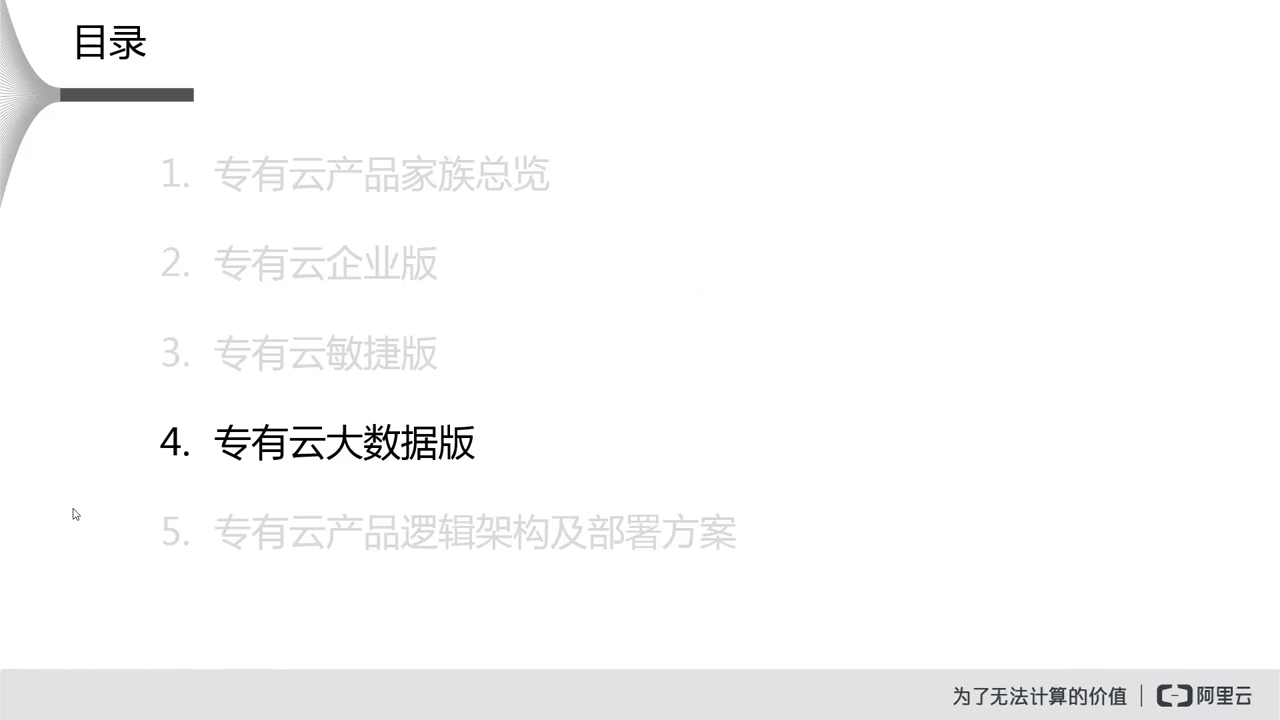 目录
1. 专有云产品家族总览
2. 专有云企业版
3. 专有云敏捷版
4. 专有云大数据版
5. 专有云产品逻辑架构及部署方案
为了无法计算的价值 | 阿里云